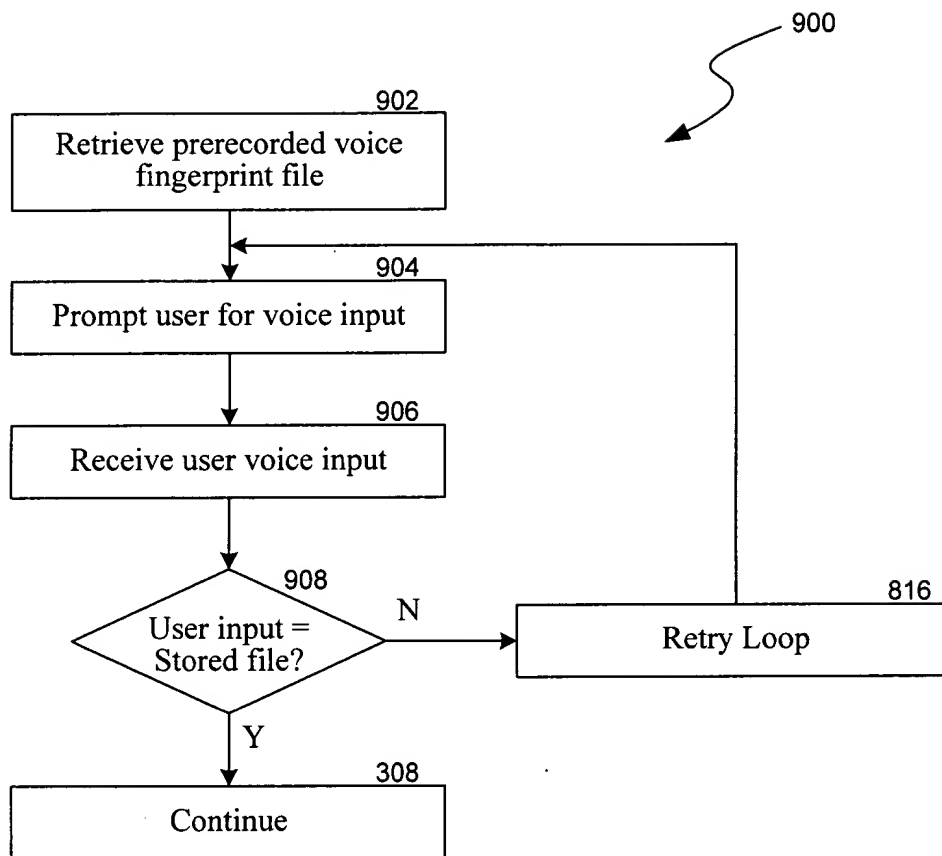 900
902
Retrieve prerecorded voice
fingerprint file
904
Prompt user for voice input
906
Receive user voice input
908
User input =
Stored file?
N
816
Retry Loop
Y
308
Continue